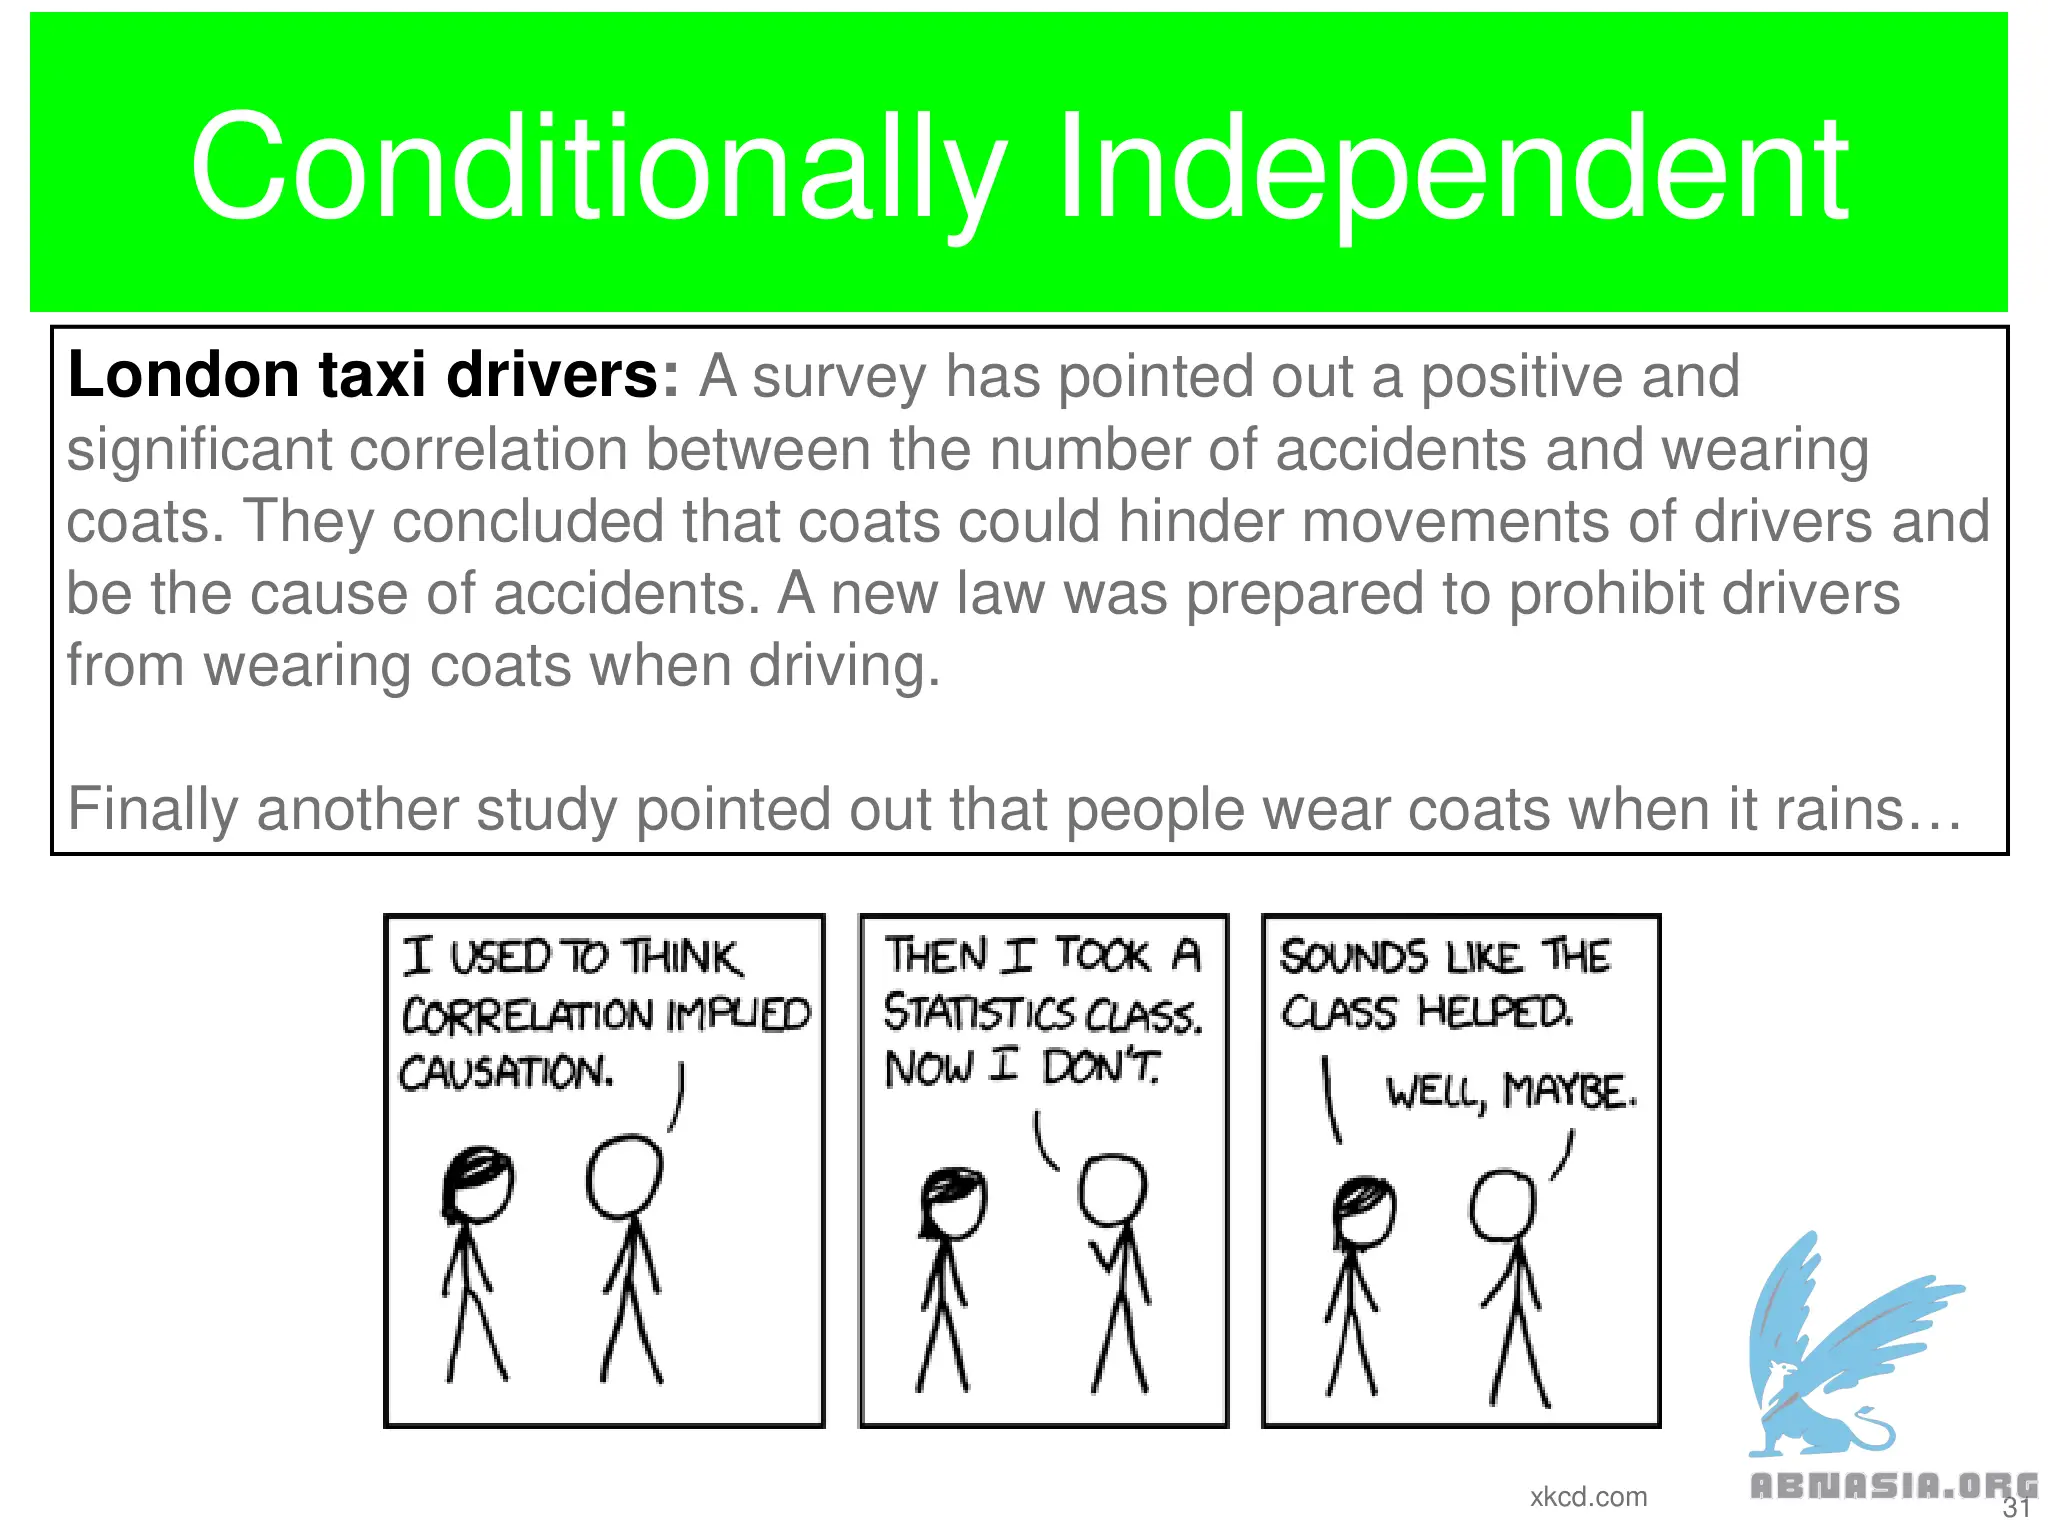 Conditionally Independent
London taxi drivers: A survey has pointed out a positive and
significant correlation between the number of accidents and wearing
coats. They concluded that coats could hinder movements of drivers and
be the cause of accidents. A new law was prepared to prohibit drivers
from wearing coats when driving.
Finally another study pointed out that people wear coats when it rains…
I USED TO THINK
CORRELATION IMPLIED
CAUSATION.
THEN I TOOK A
STATISTICS CLASS.
NOW I DON'T.
SOUNDS LIKE THE
CLASS HELPED.
WELL, MAYBE.
xkcd.com
ABNASIA.ORG
31